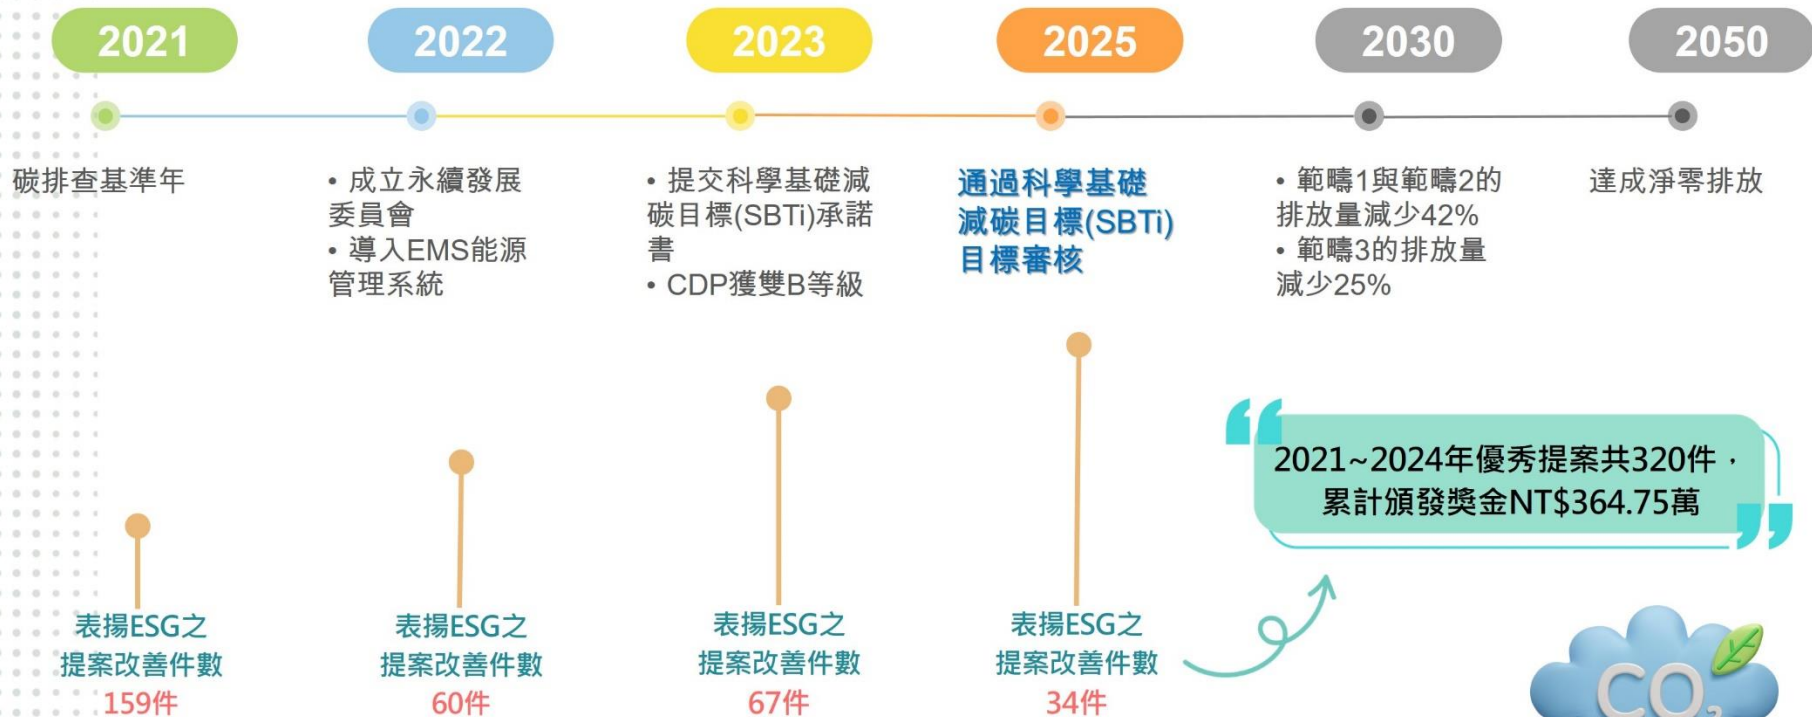 2021
2022
2023
2025
2030
2050
碳排查基準年
• 成立永續發展
委員會
• 導入EMS能源
管理系統
• 提交科學基礎減
碳目標(SBTi)承諾
書
• CDP獲雙B等級
通過科學基礎
減碳目標(SBTi)
目標審核
• 範疇1與範疇2的
排放量減少42%
• 範疇3的排放量
減少25%
達成淨零排放
2021~2024年優秀提案共320件，
累計頒發獎金NT$364.75萬
表揚ESG之
提案改善件數
159件
表揚ESG之
提案改善件數
60件
表揚ESG之
提案改善件數
67件
表揚ESG之
提案改善件數
34件
CO2